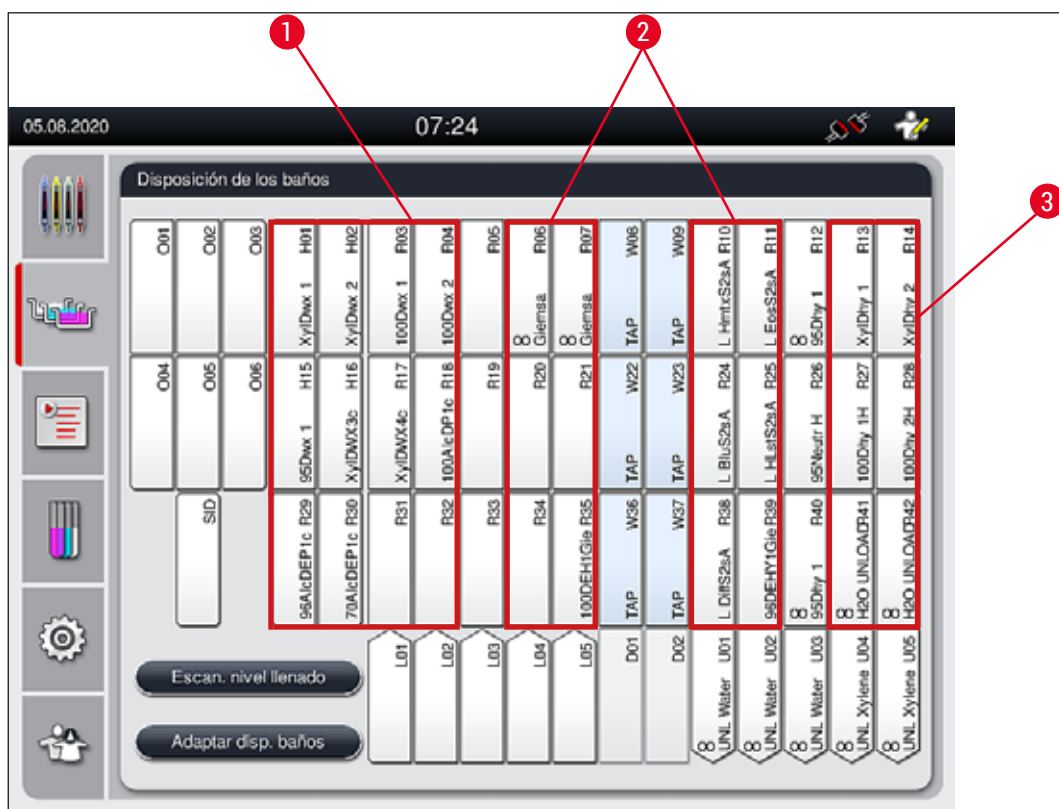 1
2
3
05.08.2020
07:24
Disposición de los baños
O01
O02
O03
XylDwx 1 H01
XylDwx 2 H02
100Dwx 1 R03
100Dwx 2 R04
R05
∞ Giemsa R06
∞ Giemsa R07
TAP W08
TAP W09
L HmtxS2sA R10
L EosS2sA R11
∞ 95Dhy 1 R12
XylDhy 1 R13
XylDhy 2 R14
O04
O05
O06
95Dwx 1 H15
XylDWX3c H16
XylDWX4c R17
100AlcDP1c R18
R19
R20
R21
TAP W22
TAP W23
L BluS2sA R24
L HLstS2sA R25
95Neutr H R26
100Dhy 1H R27
100Dhy 2H R28
SID
96AlcDEP1c R29
70AlcDEP1c R30
R31
R32
R33
R34
100DEH1Gie R35
TAP W36
TAP W37
L DiffS2sA R38
96DEHY1Gie R39
∞ 95Dhy 1 R40
∞ H2O UNLOAD R41
∞ H2O UNLOAD R42
L01
L02
L03
L04
L05
D01
D02
∞ UNL Water U01
∞ UNL Water U02
∞ UNL Water U03
∞ UNL Xylene U04
∞ UNL Xylene U05
Escan. nivel llenado
Adaptar disp. baños